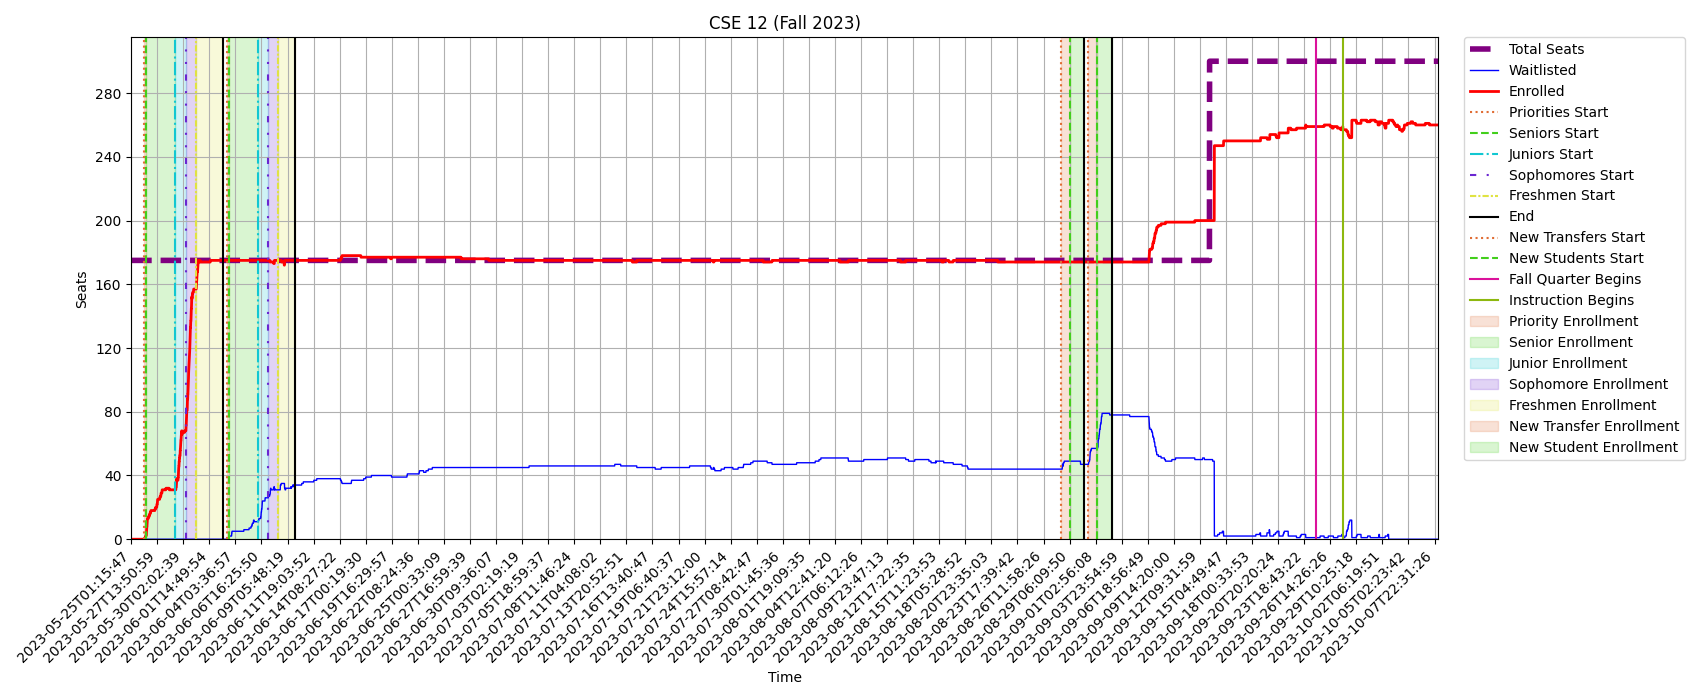 CSE 12 (Fall 2023)
Seats
280
240
200
160
120
80
40
0
2023-05-25T01:15:47
2023-05-27T13:50:59
2023-05-30T02:02:39
2023-06-01T14:49:54
2023-06-04T03:36:57
2023-06-06T16:25:50
2023-06-09T05:48:19
2023-06-11T19:03:52
2023-06-14T08:27:22
2023-06-17T00:19:30
2023-06-19T16:29:57
2023-06-22T08:24:36
2023-06-25T00:33:09
2023-06-27T16:59:39
2023-06-30T09:36:07
2023-07-03T02:19:19
2023-07-05T18:59:37
2023-07-08T11:46:24
2023-07-11T04:08:02
2023-07-13T20:52:51
2023-07-16T13:40:47
2023-07-19T06:40:37
2023-07-21T23:12:00
2023-07-24T15:57:14
2023-07-27T08:42:47
2023-07-30T01:45:36
2023-08-01T19:09:35
2023-08-04T12:41:20
2023-08-07T06:12:26
2023-08-09T23:47:13
2023-08-12T17:22:35
2023-08-15T11:23:53
2023-08-18T05:28:52
2023-08-20T23:35:03
2023-08-23T17:39:42
2023-08-26T11:58:26
2023-08-29T06:09:50
2023-09-01T02:56:08
2023-09-03T23:54:59
2023-09-06T18:56:49
2023-09-09T14:20:00
2023-09-12T09:31:59
2023-09-15T04:49:47
2023-09-18T00:33:53
2023-09-20T20:20:24
2023-09-23T18:43:22
2023-09-26T14:26:26
2023-09-29T10:25:18
2023-10-02T06:19:51
2023-10-05T02:23:42
2023-10-07T22:31:26
Time
Total Seats
Waitlisted
Enrolled
Priorities Start
Seniors Start
Juniors Start
Sophomores Start
Freshmen Start
End
New Transfers Start
New Students Start
Fall Quarter Begins
Instruction Begins
Priority Enrollment
Senior Enrollment
Junior Enrollment
Sophomore Enrollment
Freshmen Enrollment
New Transfer Enrollment
New Student Enrollment